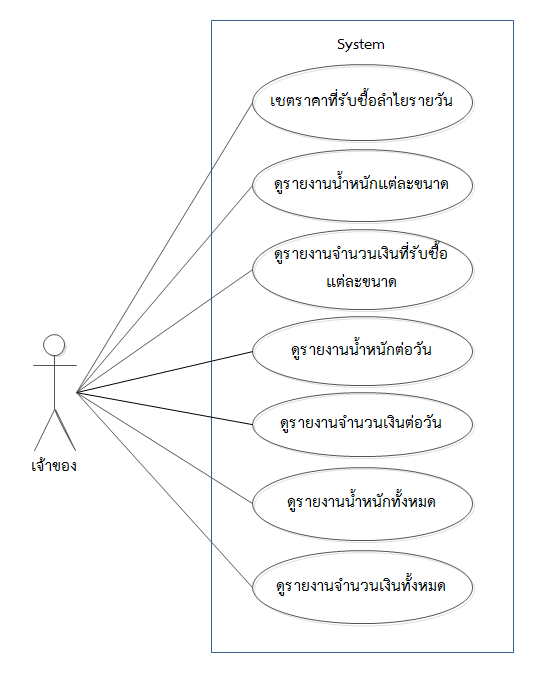 System
เซตราคาที่รับซื้อลำไยรายวัน
ดูรายงานน้ำหนักแต่ละขนาด
ดูรายงานจำนวนเงินที่รับซื้อ
แต่ละขนาด
ดูรายงานน้ำหนักต่อวัน
ดูรายงานจำนวนเงินต่อวัน
เจ้าของ
ดูรายงานน้ำหนักทั้งหมด
ดูรายงานจำนวนเงินทั้งหมด